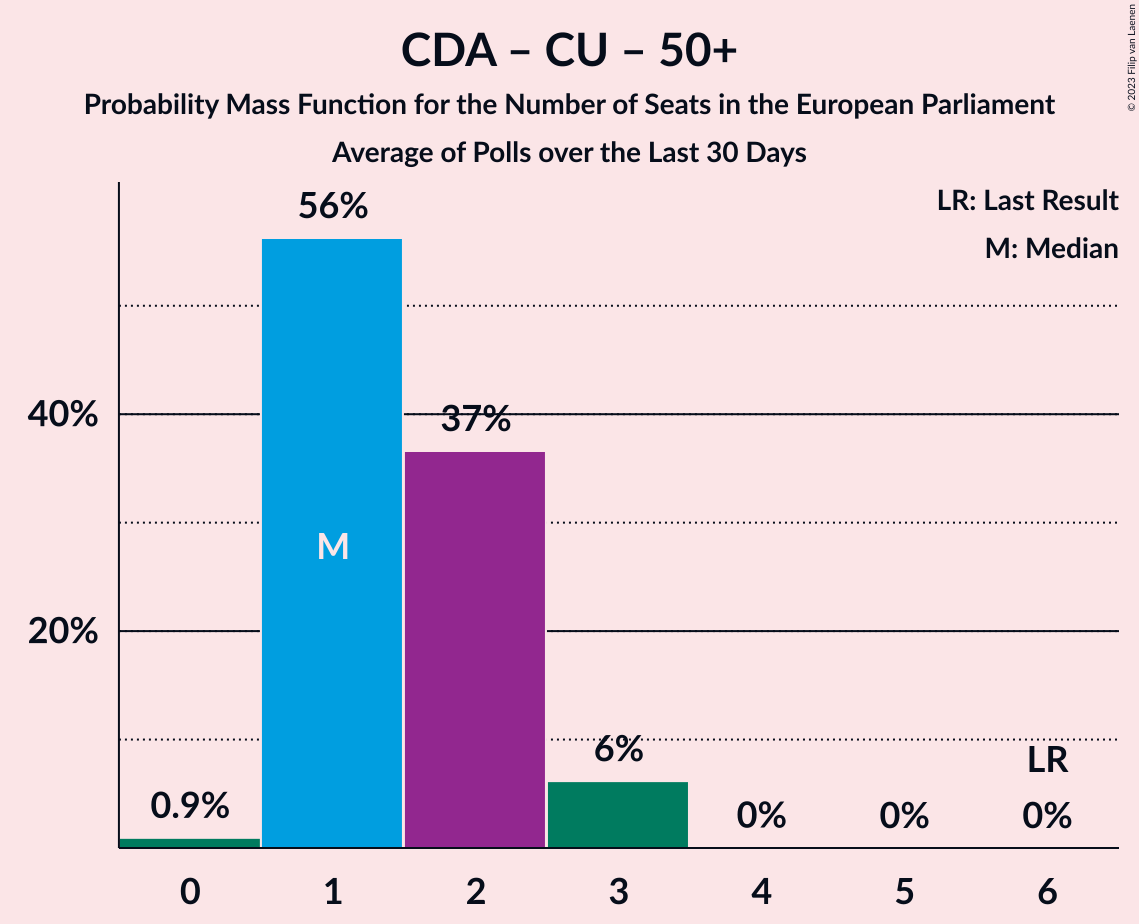 CDA – CU – 50+
Probability Mass Function for the Number of Seats in the European Parliament
Average of Polls over the Last 30 Days
© 2023 Filip van Laenen
LR: Last Result
M: Median
56%
40%
37%
M
20%
6%
LR
0.9%
0%
0%
0%
0
1
2
3
4
5
6